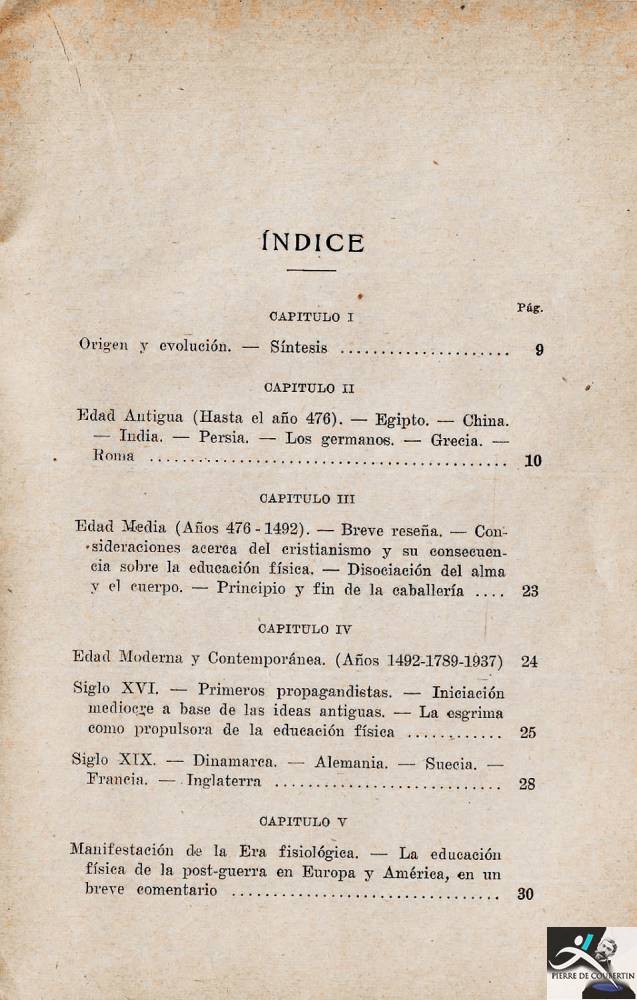 ÍNDICE
Pág.
CAPITULO I
Origen y evolución. — Síntesis ..................... 9
CAPITULO II
Edad Antigua (Hasta el año 476). — Egipto. — China.
— India. — Persia. — Los germanos. — Grecia. —
Roma ............................................ 10
CAPITULO III
Edad Media (Años 476 - 1492). — Breve reseña. — Con-
sideraciones acerca del cristianismo y su consecuen-
cia sobre la educación física. — Disociación del alma
y el cuerpo. — Principio y fin de la caballería .... 23
CAPITULO IV
Edad Moderna y Contemporánea. (Años 1492-1789-1937) 24
Siglo XVI. — Primeros propagandistas. — Iniciación
mediocre a base de las ideas antiguas. — La esgrima
como propulsora de la educación física ............ 25
Siglo XIX. — Dinamarca. — Alemania. — Suecia. —
Francia. — Inglaterra ............................ 28
CAPITULO V
Manifestación de la Era fisiológica. — La educación
física de la post-guerra en Europa y América, en un
breve comentario ................................. 30
PIERRE DE COUBERTIN